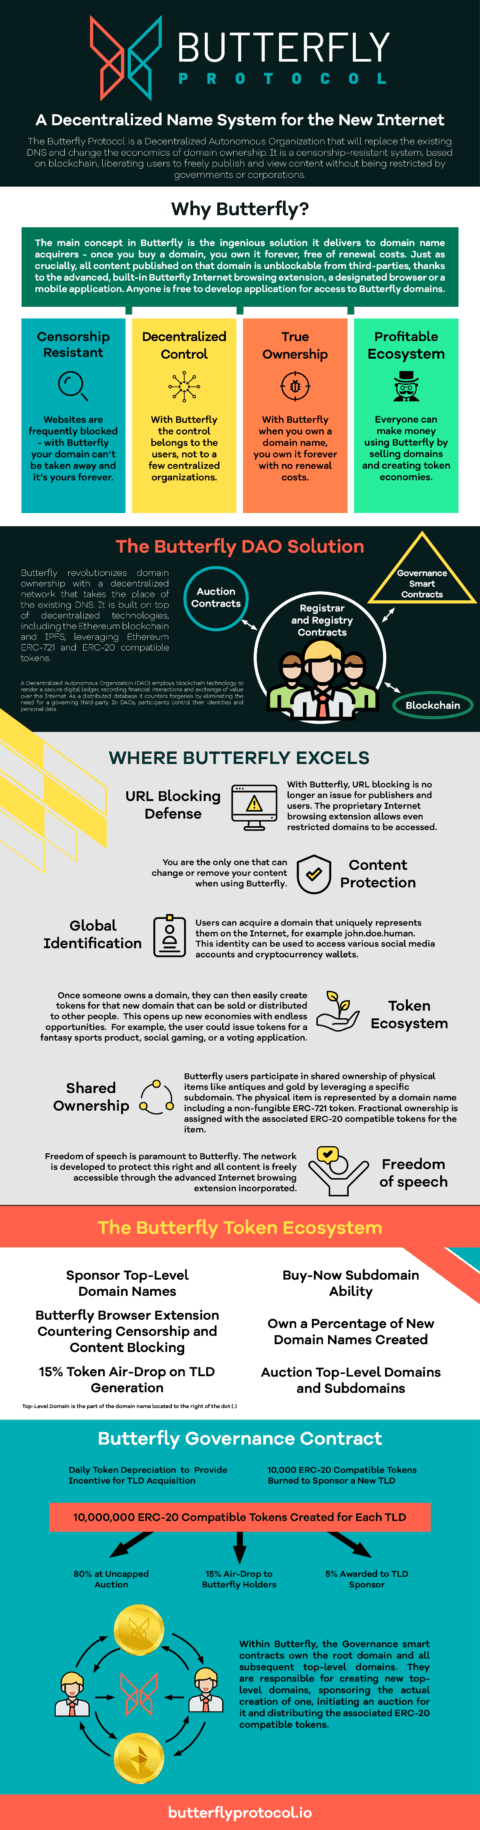 BUTTERFLY
PROTOCOL
A Decentralized Name System for the New Internet
The Butterfly Protocol is a Decentralized Autonomous Organization that will replace the existing
DNS and change the economics of domain ownership. It is a censorship-resistant system, based
on blockchain, liberating users to freely publish and view content without being restricted by
governments or corporations.
Why Butterfly?
The main concept in Butterfly is the ingenious solution it delivers to domain name
acquirers - once you buy a domain, you own it forever, free of renewal costs. Just as
crucially, all content published on that domain is unblockable from third-parties, thanks
to the advanced, built-in Butterfly Internet browsing extension, a designated browser or a
mobile application. Anyone is free to develop application for access to Butterfly domains.
Censorship
Resistant
Websites are
frequently blocked
- with Butterfly
your domain can't
be taken away and
it's yours forever.
Decentralized
Control
With Butterfly
the control
belongs to the
users, not to a
few centralized
organizations.
True
Ownership
With Butterfly
when you own a
domain name,
you own it forever
with no renewal
costs.
Profitable
Ecosystem
Everyone can
make money
using Butterfly by
selling domains
and creating token
economies.
The Butterfly DAO Solution
Butterfly revolutionizes domain
ownership with a decentralized
network that takes the place of
the existing DNS. It is built on top
of decentralized technologies,
including the Ethereum blockchain
and IPFS, leveraging Ethereum
ERC-721 and ERC-20 compatible
tokens.
A Decentralized Autonomous Organization (DAO) employs blockchain technology to
render a secure digital ledger, recording financial interactions and exchange of value
over the Internet. As a distributed database it counters forgeries by eliminating the
need for a governing third-party. In DAOs, participants control their identities and
personal data.
Auction
Contracts
Governance
Smart
Contracts
Registrar
and Registry
Contracts
Blockchain
WHERE BUTTERFLY EXCELS
URL Blocking
Defense
With Butterfly, URL blocking is no
longer an issue for publishers and
users. The proprietary Internet
browsing extension allows even
restricted domains to be accessed.
You are the only one that can
change or remove your content
when using Butterfly.
Content
Protection
Global
Identification
Users can acquire a domain that uniquely represents
them on the Internet, for example john.doe.human.
This identity can be used to access various social media
accounts and cryptocurrency wallets.
Once someone owns a domain, they can then easily create
tokens for that new domain that can be sold or distributed
to other people. This opens up new economies with endless
opportunities. For example, the user could issue tokens for a
fantasy sports product, social gaming, or a voting application.
Token
Ecosystem
Shared
Ownership
Butterfly users participate in shared ownership of physical
items like antiques and gold by leveraging a specific
subdomain. The physical item is represented by a domain name
including a non-fungible ERC-721 token. Fractional ownership is
assigned with the associated ERC-20 compatible tokens for the
item.
Freedom of speech is paramount to Butterfly. The network
is developed to protect this right and all content is freely
accessible through the advanced Internet browsing
extension incorporated.
Freedom
of speech
The Butterfly Token Ecosystem
Sponsor Top-Level
Domain Names
Butterfly Browser Extension
Countering Censorship and
Content Blocking
15% Token Air-Drop on TLD
Generation
Top-Level Domain is the part of the domain name located to the right of the dot (.)
Buy-Now Subdomain
Ability
Own a Percentage of New
Domain Names Created
Auction Top-Level Domains
and Subdomains
Butterfly Governance Contract
Daily Token Depreciation to Provide
Incentive for TLD Acquisition
10,000 ERC-20 Compatible Tokens
Burned to Sponsor a New TLD
10,000,000 ERC-20 Compatible Tokens Created for Each TLD
80% at Uncapped
Auction
15% Air-Drop to
Butterfly Holders
5% Awarded to TLD
Sponsor
Within Butterfly, the Governance smart
contracts own the root domain and all
subsequent top-level domains. They
are responsible for creating new top-
level domains, sponsoring the actual
creation of one, initiating an auction for
it and distributing the associated ERC-20
compatible tokens.
butterflyprotocol.io